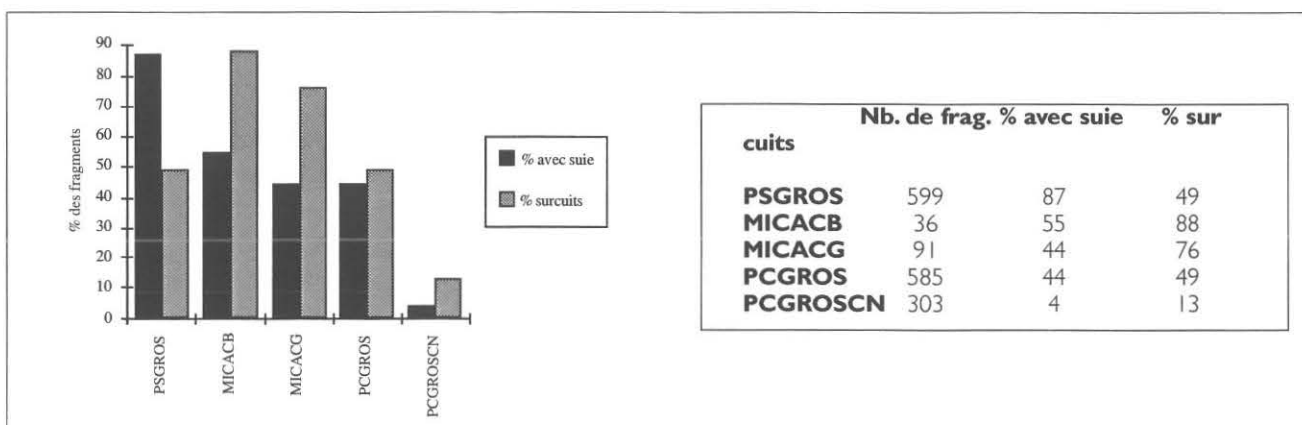 90
80
70
60
50
40
30
20
10
0
% des fragments
PSGROS
MICACB
MICACG
PCGROS
PCGROSCN
% avec suie
% surcuits
Nb. de frag. % avec suie % sur
cuits
PSGROS 599 87 49
MICACB 36 55 88
MICACG 91 44 76
PCGROS 585 44 49
PCGROSCN 303 4 13